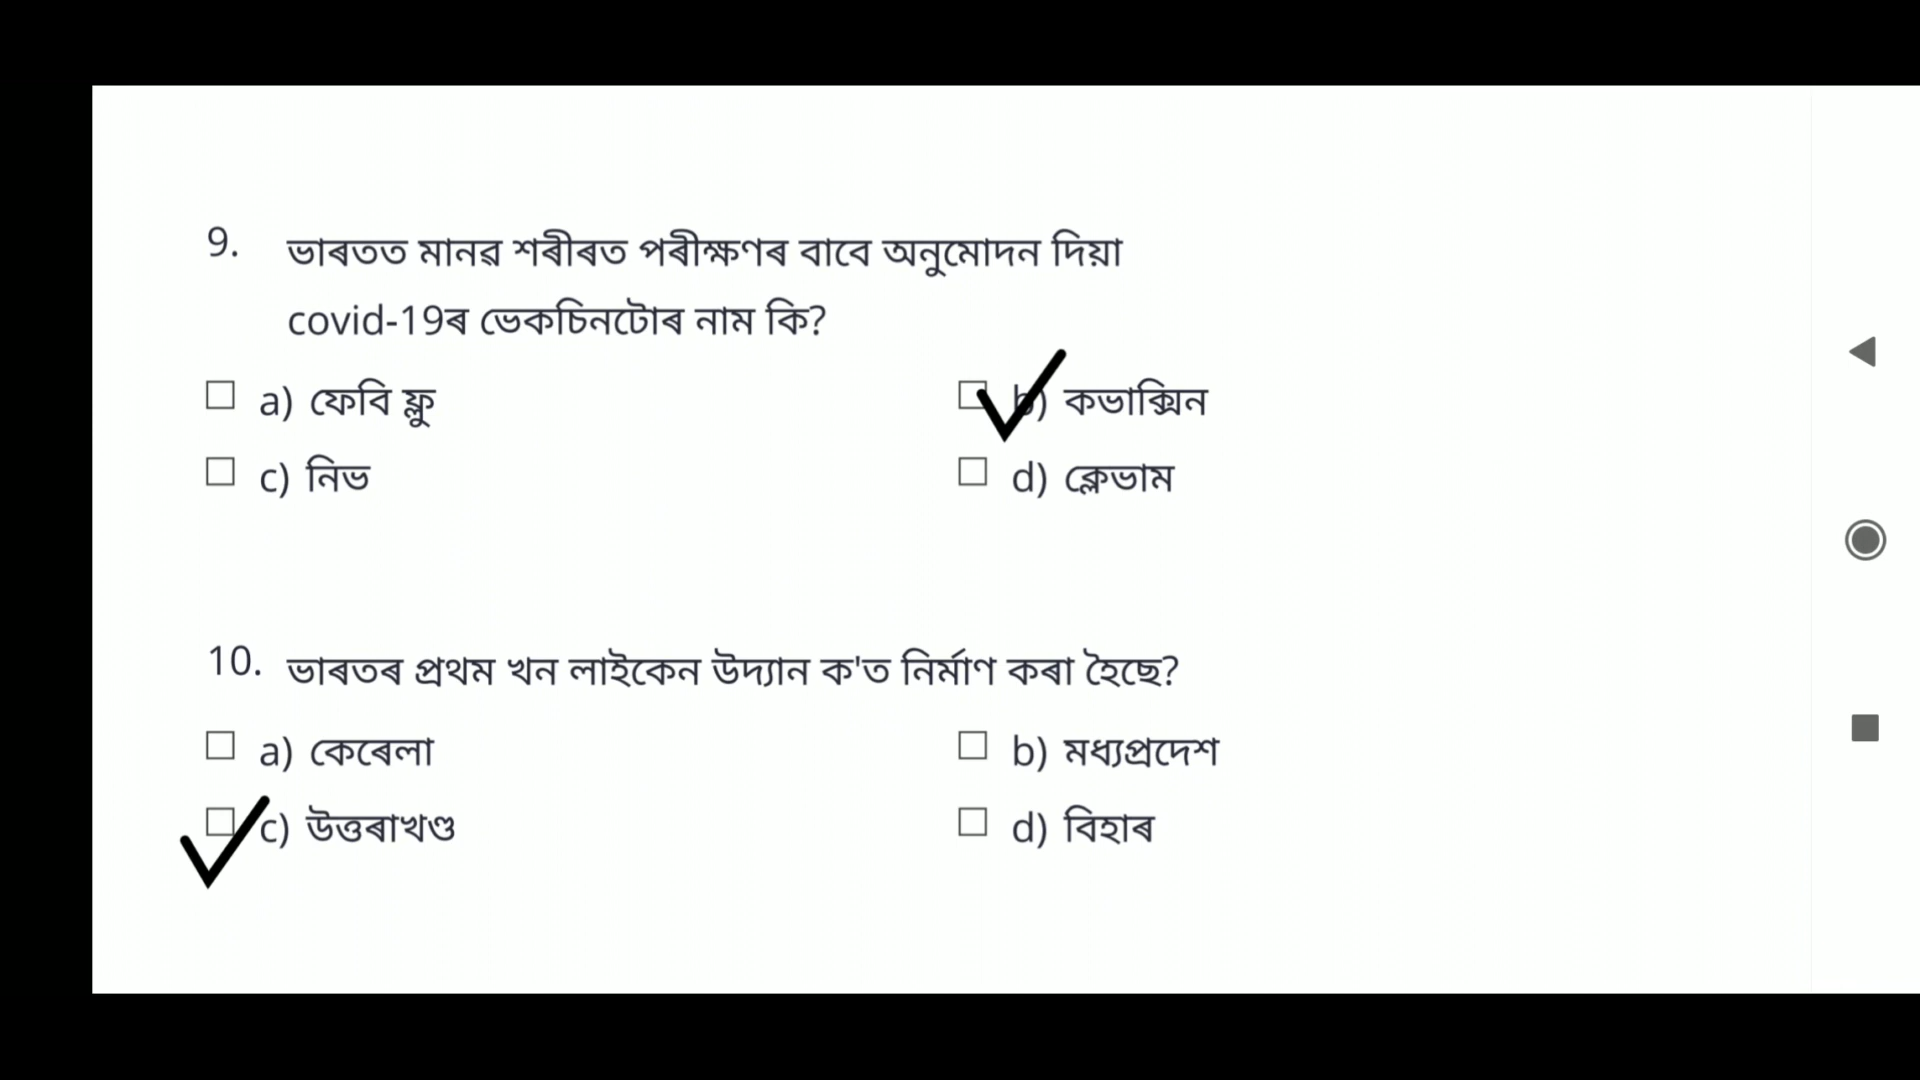 9. ভাৰতত মানৱ শৰীৰত পৰীক্ষণৰ বাবে অনুমোদন দিয়া
covid-19ৰ ভেকচিনটোৰ নাম কি?
a) ফেবি ফ্লু b) কভাক্সিন
c) নিভ d) ক্লেভাম
10. ভাৰতৰ প্ৰথম খন লাইকেন উদ্যান ক'ত নিৰ্মাণ কৰা হৈছে?
a) কেৰেলা b) মধ্যপ্ৰদেশ
c) উত্তৰাখণ্ড d) বিহাৰ